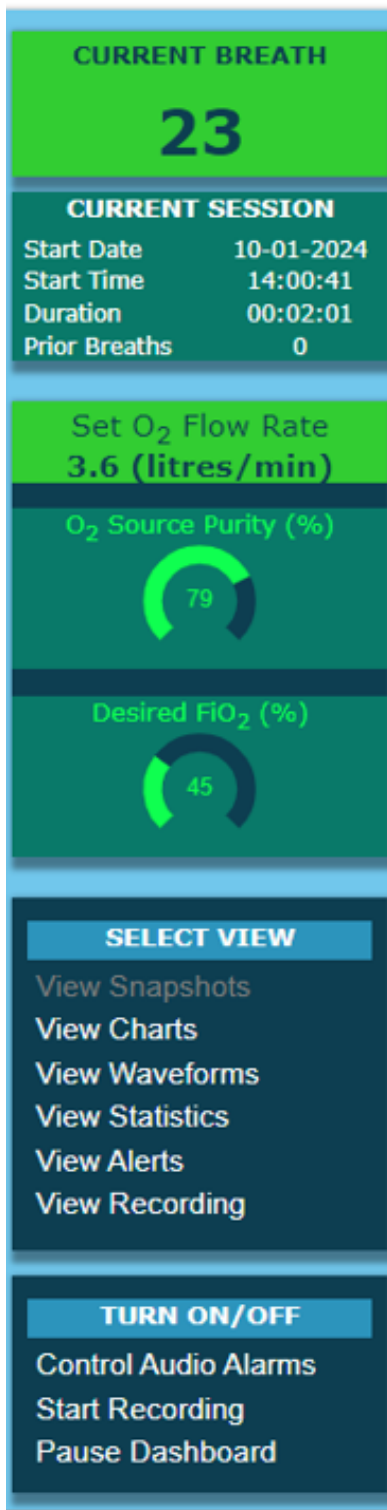 CURRENT BREATH
23
CURRENT SESSION
Start Date 10-01-2024
Start Time 14:00:41
Duration 00:02:01
Prior Breaths 0
Set O₂ Flow Rate
3.6 (litres/min)
O₂ Source Purity (%)
79
Desired FiO₂ (%)
45
SELECT VIEW
View Snapshots
View Charts
View Waveforms
View Statistics
View Alerts
View Recording
TURN ON/OFF
Control Audio Alarms
Start Recording
Pause Dashboard